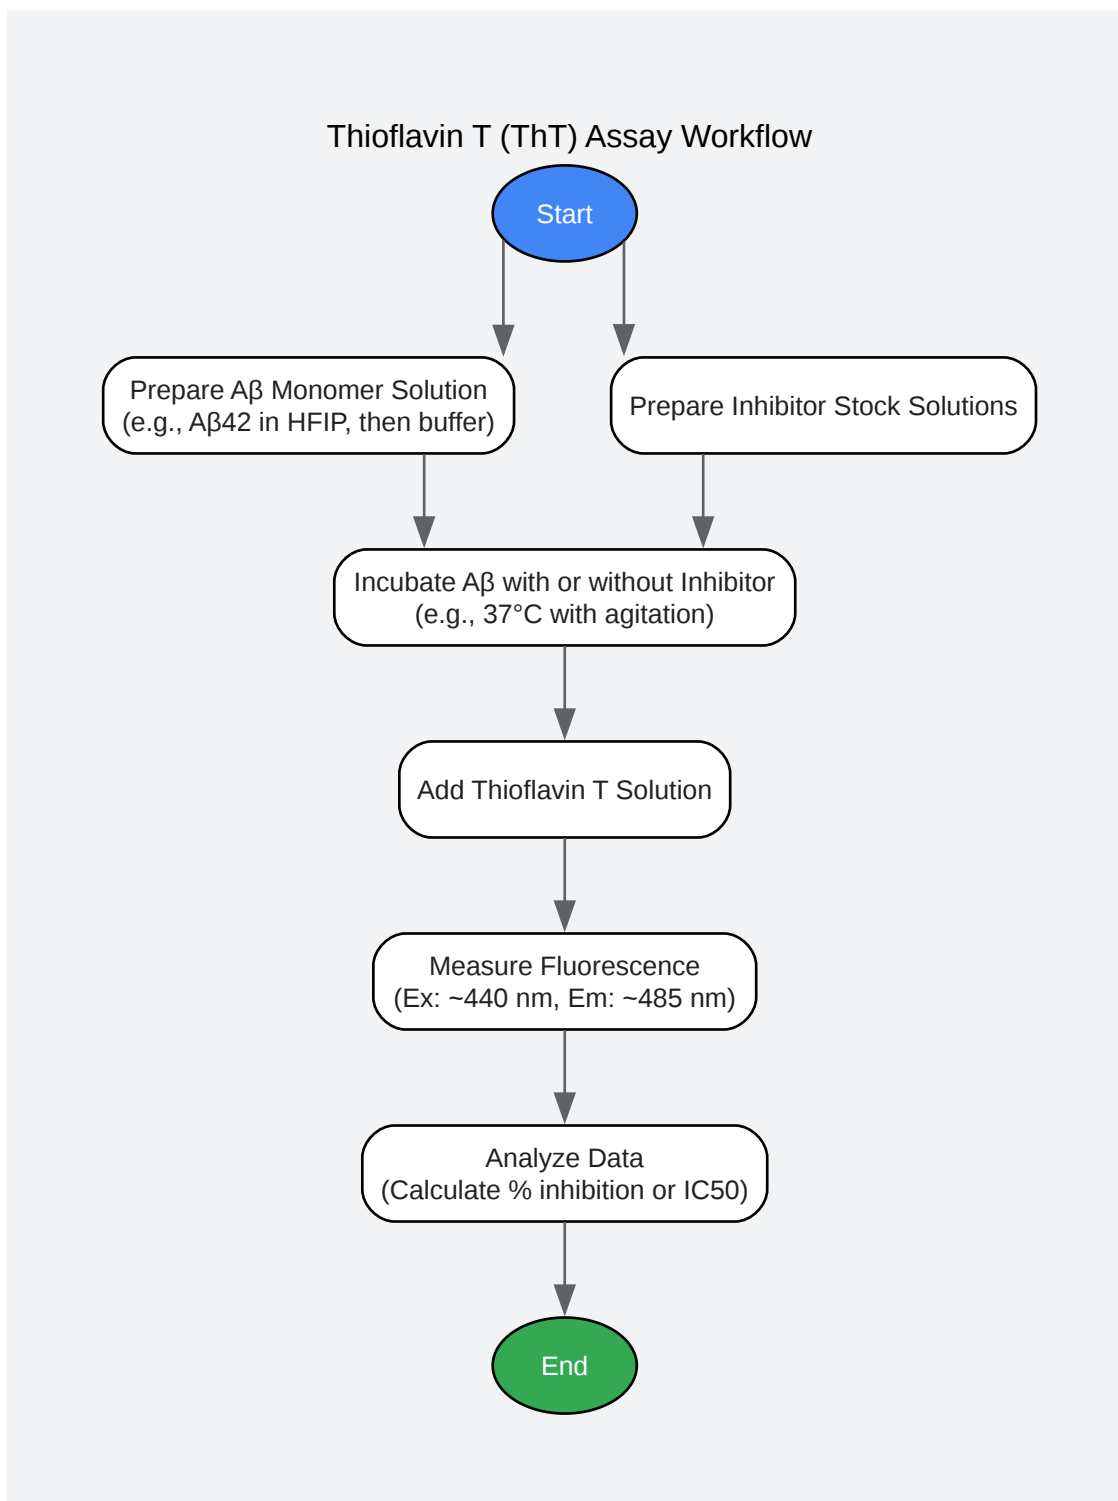 Thioflavin T (ThT) Assay Workflow
Start
Prepare Aβ Monomer Solution
(e.g., Aβ42 in HFIP, then buffer)
Prepare Inhibitor Stock Solutions
Incubate Aβ with or without Inhibitor
(e.g., 37°C with agitation)
Add Thioflavin T Solution
Measure Fluorescence
(Ex: ~440 nm, Em: ~485 nm)
Analyze Data
(Calculate % inhibition or IC50)
End